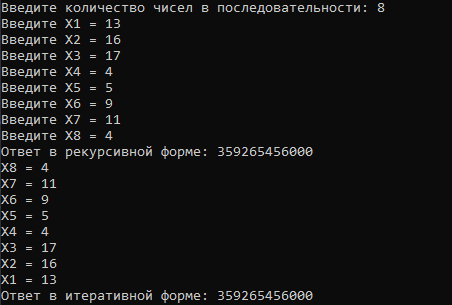 Введите количество чисел в последовательности: 8
Введите X1 = 13
Введите X2 = 16
Введите X3 = 17
Введите X4 = 4
Введите X5 = 5
Введите X6 = 9
Введите X7 = 11
Введите X8 = 4
Ответ в рекурсивной форме: 359265456000
X8 = 4
X7 = 11
X6 = 9
X5 = 5
X4 = 4
X3 = 17
X2 = 16
X1 = 13
Ответ в итеративной форме: 359265456000